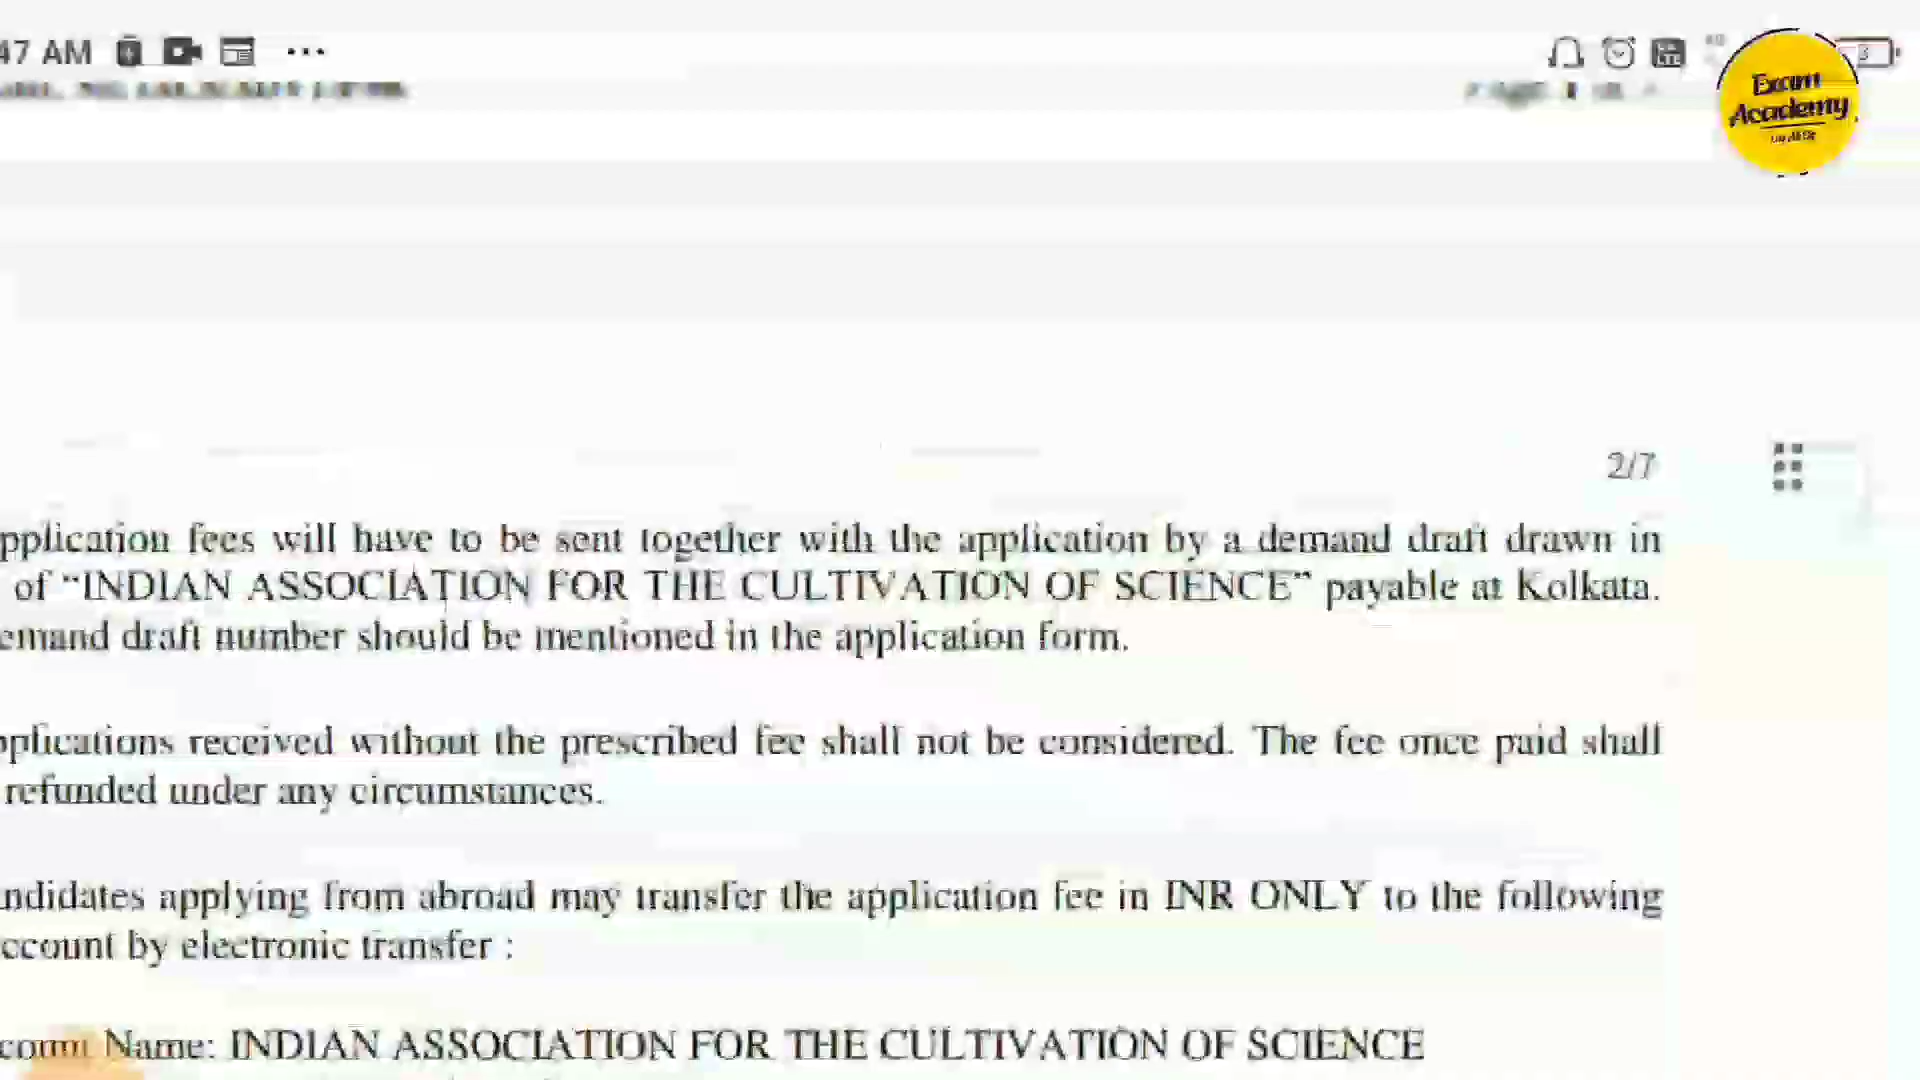 47 AM
Exam
Academy
2/7
pplication fees will have to be sent together with the application by a demand draft drawn in
of "INDIAN ASSOCIATION FOR THE CULTIVATION OF SCIENCE" payable at Kolkata.
emand draft number should be mentioned in the application form.
pplications received without the prescribed fee shall not be considered. The fee once paid shall
refunded under any circumstances.
ndidates applying from abroad may transfer the application fee in INR ONLY to the following
ccount by electronic transfer :
count Name: INDIAN ASSOCIATION FOR THE CULTIVATION OF SCIENCE